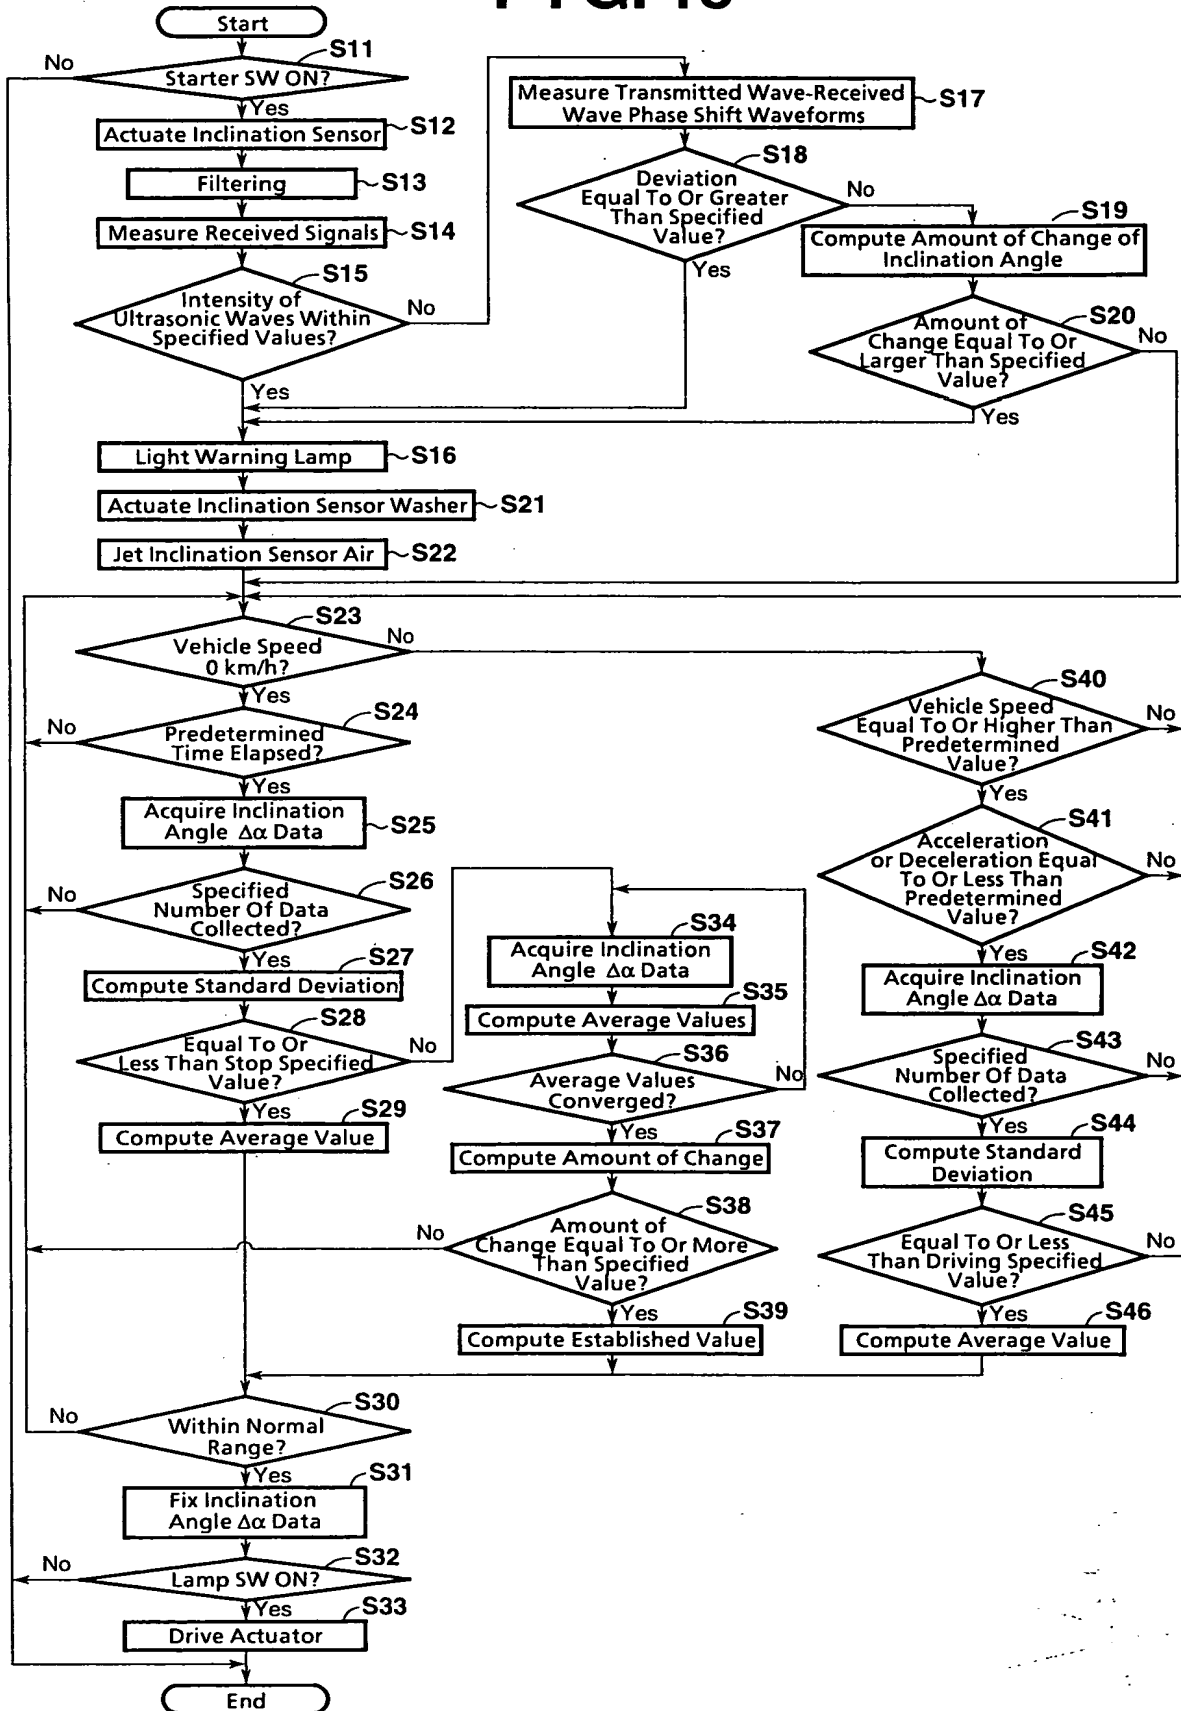 Start
S11
No
Starter SW ON?
Yes
Actuate Inclination Sensor
S12
Filtering
S13
Measure Received Signals
S14
S15
Intensity of
Ultrasonic Waves Within
Specified Values?
No
Yes
Measure Transmitted Wave-Received
Wave Phase Shift Waveforms
S17
S18
Deviation
Equal To Or Greater
Than Specified
Value?
No
Yes
S19
Compute Amount of Change of
Inclination Angle
S20
Amount of
Change Equal To Or
Larger Than Specified
Value?
No
Yes
Light Warning Lamp
S16
Actuate Inclination Sensor Washer
S21
Jet Inclination Sensor Air
S22
S23
Vehicle Speed
0 km/h?
No
Yes
S24
No
Predetermined
Time Elapsed?
Yes
Acquire Inclination
Angle Δα Data
S25
S26
No
Specified
Number Of Data
Collected?
Yes
S27
Compute Standard Deviation
S28
Equal To Or
Less Than Stop Specified
Value?
No
Yes
S29
Compute Average Value
S34
Acquire Inclination
Angle Δα Data
S35
Compute Average Values
S36
Average Values
Converged?
No
Yes
S37
Compute Amount of Change
S38
No
Amount of
Change Equal To Or More
Than Specified
Value?
Yes
S39
Compute Established Value
S40
Vehicle Speed
Equal To Or Higher Than
Predetermined
Value?
No
Yes
S41
Acceleration
or Deceleration Equal
To Or Less Than
Predetermined
Value?
No
Yes
S42
Acquire Inclination
Angle Δα Data
S43
Specified
Number Of Data
Collected?
No
Yes
S44
Compute Standard
Deviation
S45
Equal To Or Less
Than Driving Specified
Value?
No
Yes
S46
Compute Average Value
S30
No
Within Normal
Range?
Yes
S31
Fix Inclination
Angle Δα Data
S32
No
Lamp SW ON?
Yes
S33
Drive Actuator
End